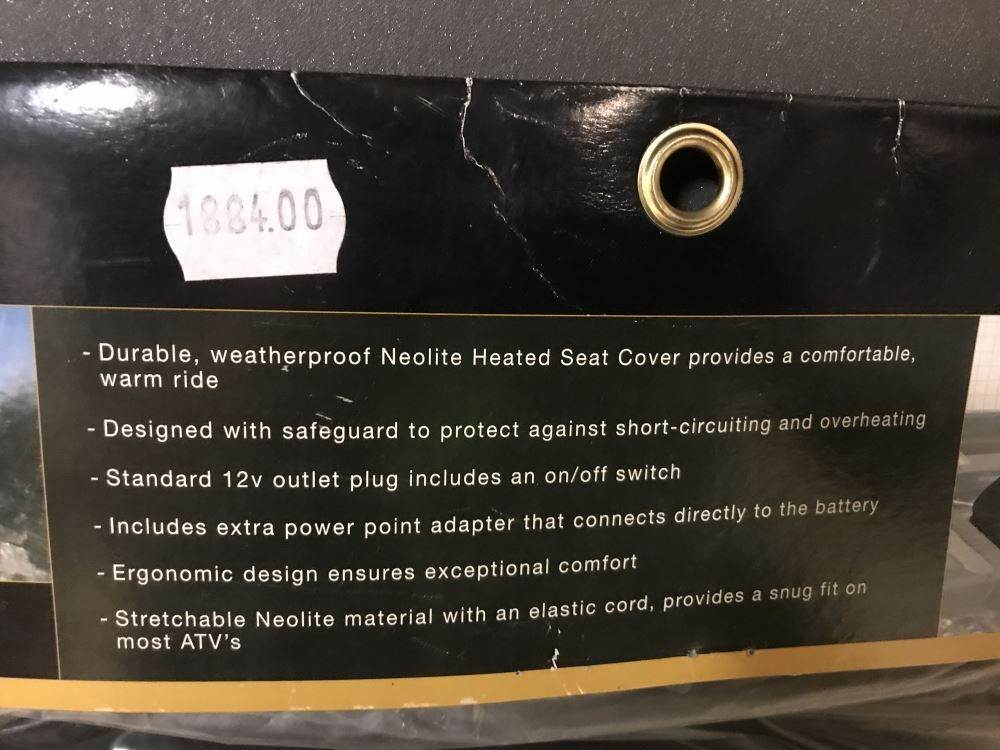 1884.00
- Durable, weatherproof Neolite Heated Seat Cover provides a comfortable,
warm ride
- Designed with safeguard to protect against short-circuiting and overheating
- Standard 12v outlet plug includes an on/off switch
- Includes extra power point adapter that connects directly to the battery
- Ergonomic design ensures exceptional comfort
- Stretchable Neolite material with an elastic cord, provides a snug fit on
most ATV's